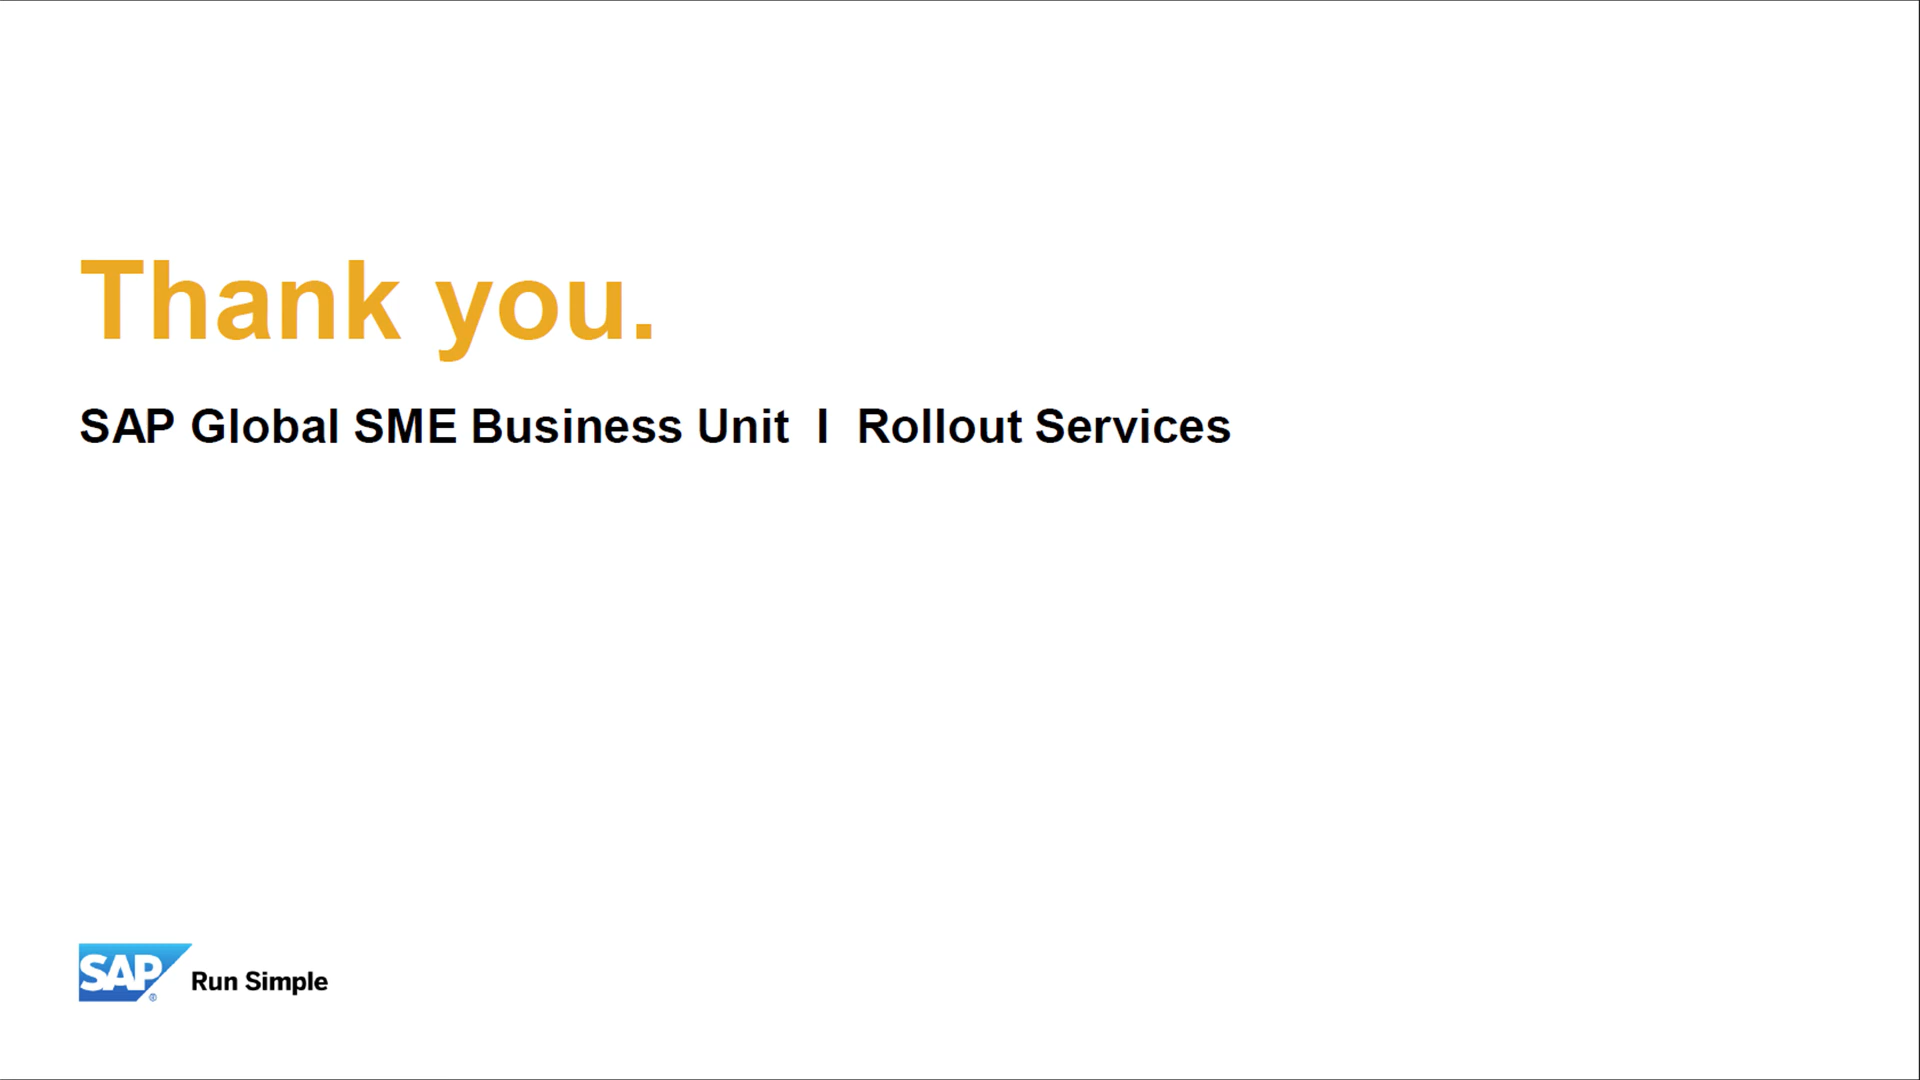 Thank you.
SAP Global SME Business Unit I Rollout Services
SAP®
Run Simple